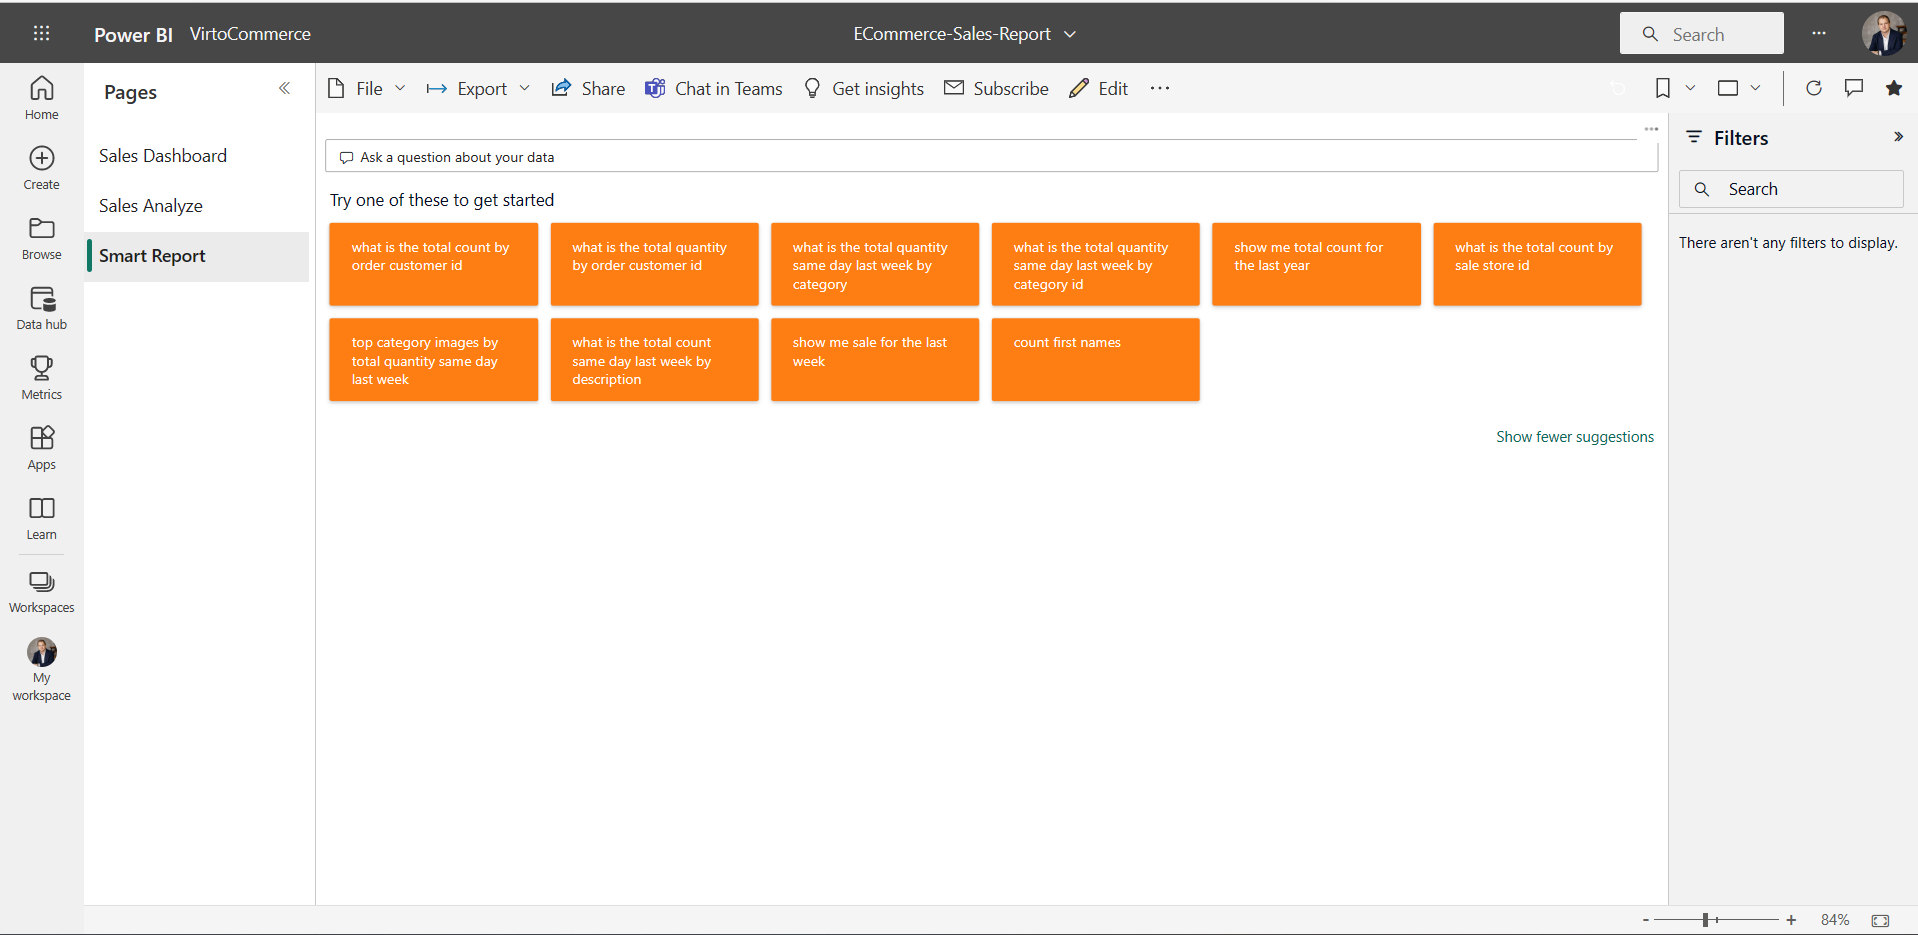 Power BI VirtoCommerce
ECommerce-Sales-Report
Search
Home
Create
Browse
Data hub
Metrics
Apps
Learn
Workspaces
My
workspace
Pages
Sales Dashboard
Sales Analyze
Smart Report
File Export Share Chat in Teams Get insights Subscribe Edit
Ask a question about your data
Try one of these to get started
what is the total count by
order customer id
what is the total quantity
by order customer id
what is the total quantity
same day last week by
category
what is the total quantity
same day last week by
category id
show me total count for
the last year
what is the total count by
sale store id
top category images by
total quantity same day
last week
what is the total count
same day last week by
description
show me sale for the last
week
count first names
Show fewer suggestions
Filters
Search
There aren't any filters to display.
- + 84%